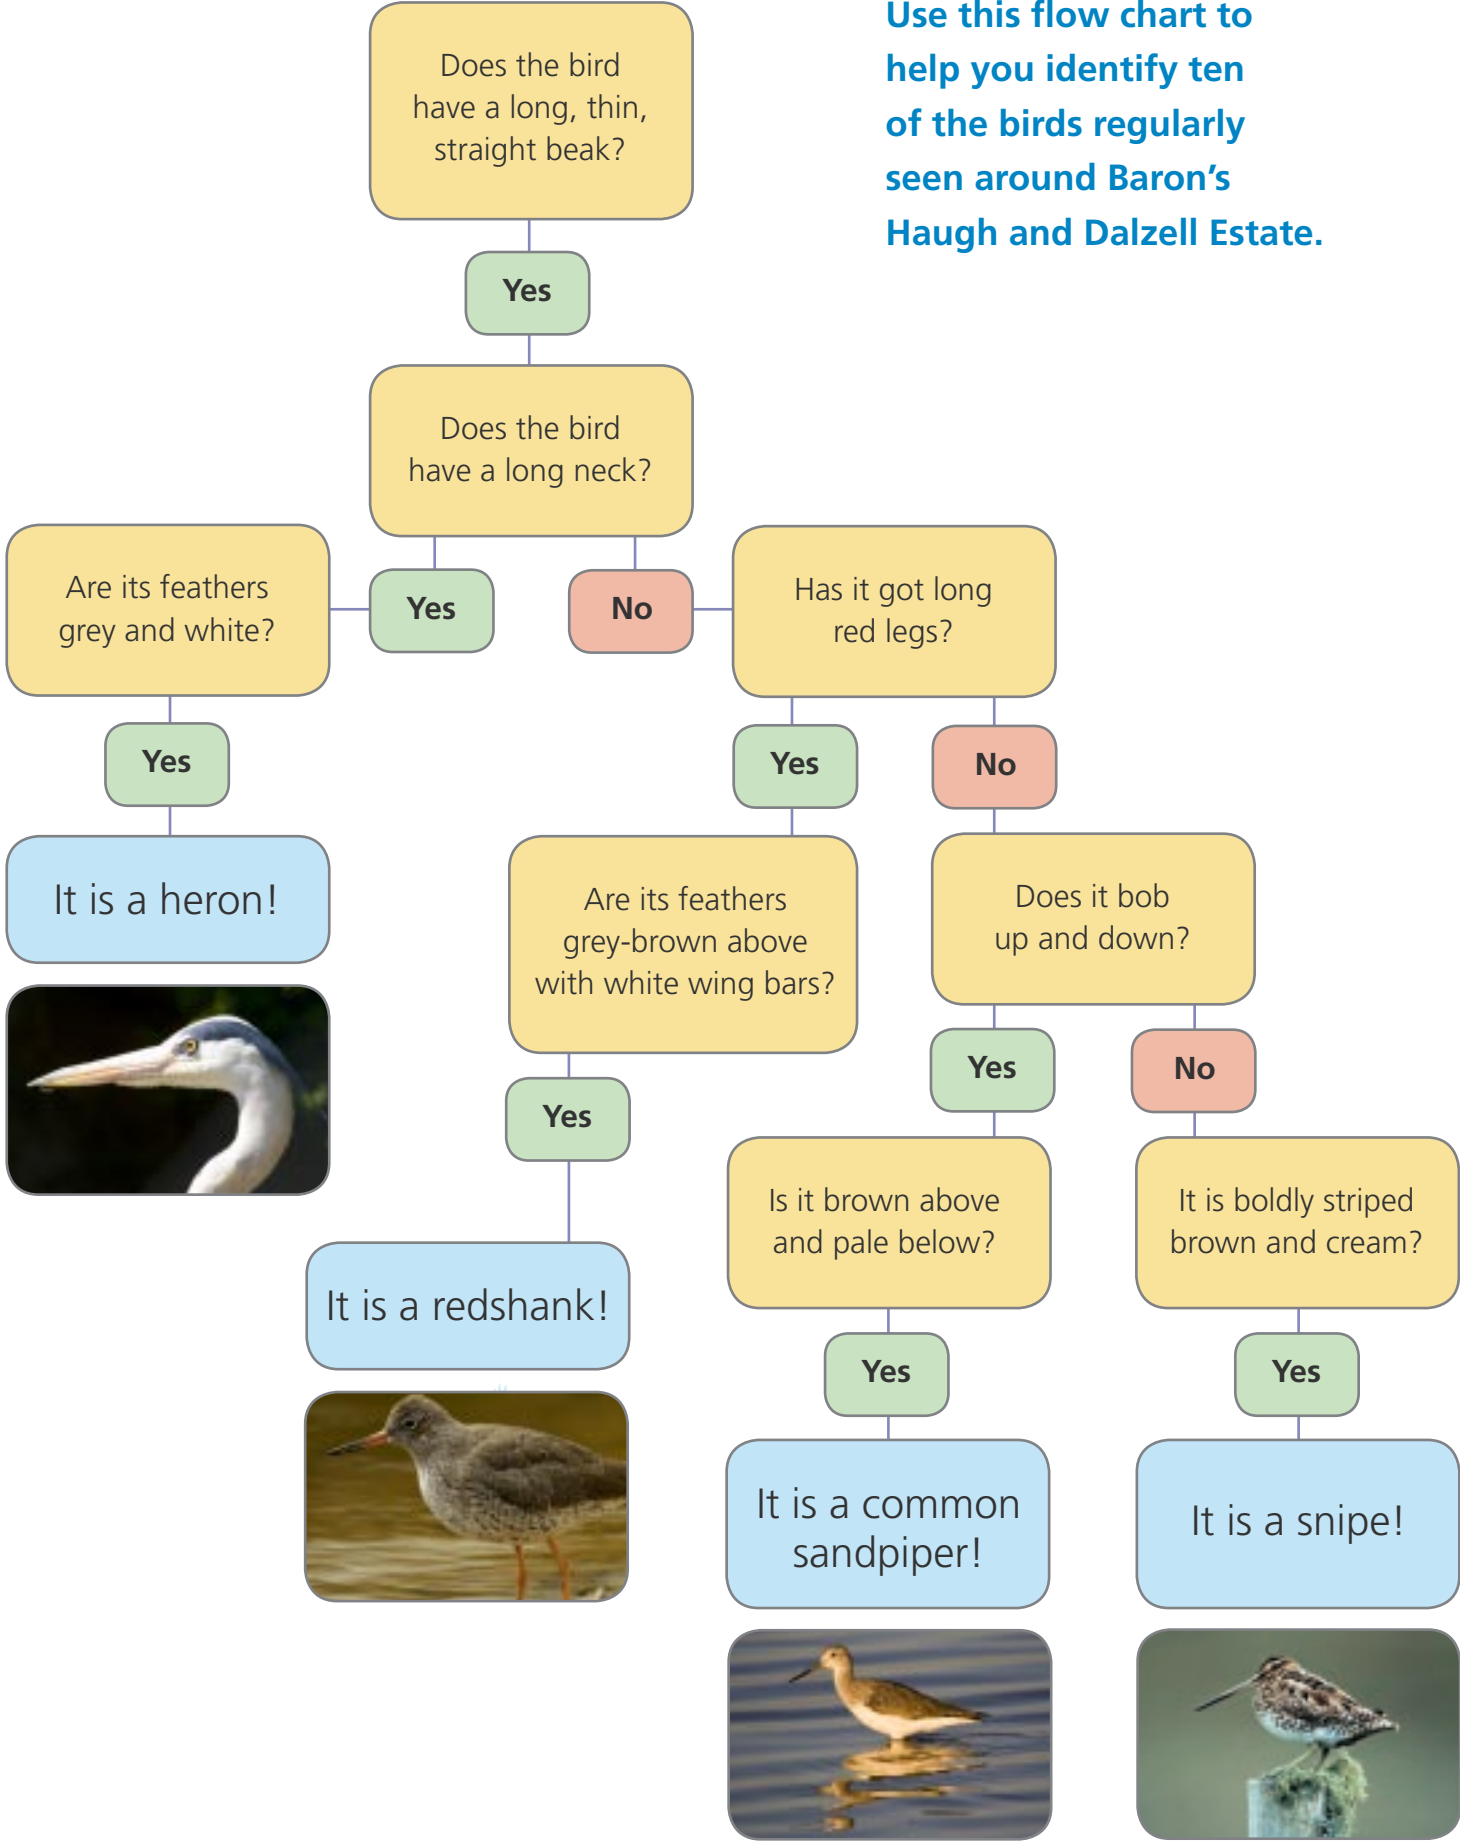 Use this flow chart to
help you identify ten
of the birds regularly
seen around Baron's
Haugh and Dalzell Estate.
Does the bird
have a long, thin,
straight beak?
Yes
Does the bird
have a long neck?
Yes
No
Are its feathers
grey and white?
Yes
It is a heron!
Has it got long
red legs?
Yes
No
Are its feathers
grey-brown above
with white wing bars?
Yes
It is a redshank!
Does it bob
up and down?
Yes
No
Is it brown above
and pale below?
Yes
It is a common
sandpiper!
It is boldly striped
brown and cream?
Yes
It is a snipe!